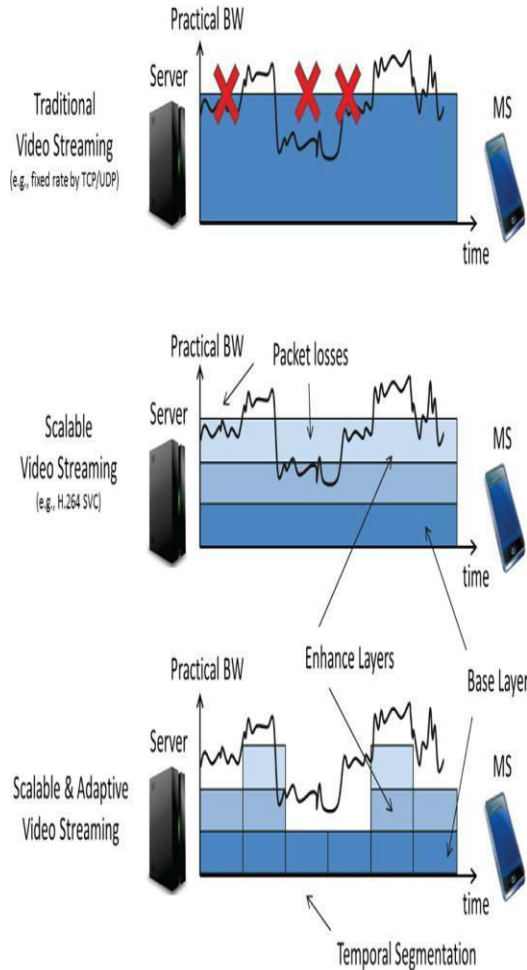 Practical BW
Server
Traditional
Video Streaming
(e.g., fixed rate by TCP/UDP)
MS
time
Practical BW
Packet losses
Server
Scalable
Video Streaming
(e.g., H.264 SVC)
MS
time
Enhance Layers
Practical BW
Base Layer
Server
MS
Scalable & Adaptive
Video Streaming
time
Temporal Segmentation